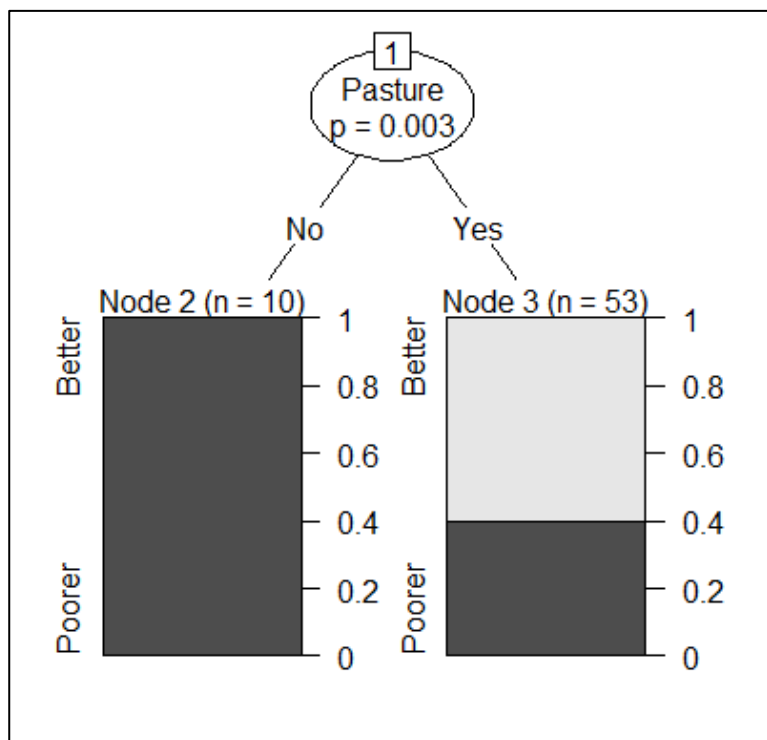 1
Pasture
p = 0.003
No
Yes
Node 2 (n = 10)
Better
Poorer
1
0.8
0.6
0.4
0.2
0
Node 3 (n = 53)
Better
Poorer
1
0.8
0.6
0.4
0.2
0